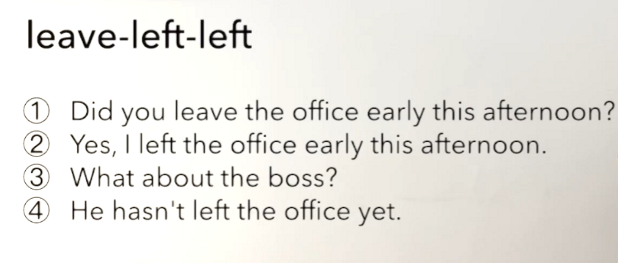 leave-left-left
① Did you leave the office early this afternoon?
② Yes, I left the office early this afternoon.
③ What about the boss?
④ He hasn't left the office yet.